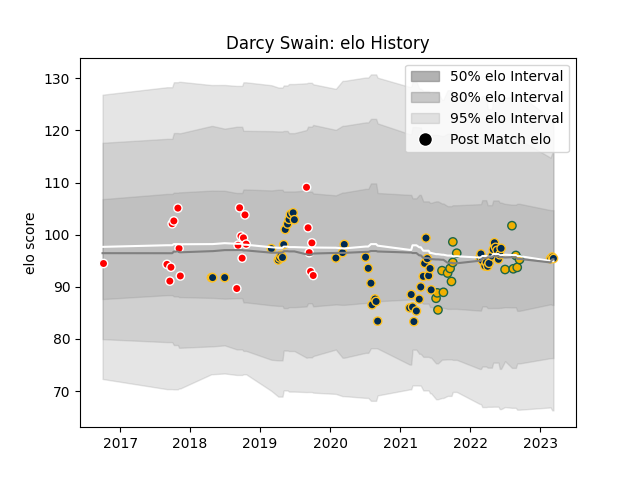 Darcy Swain: elo History
50% elo Interval
80% elo Interval
95% elo Interval
Post Match elo
elo score
130
120
110
100
90
80
70
2017 2018 2019 2020 2021 2022 2023